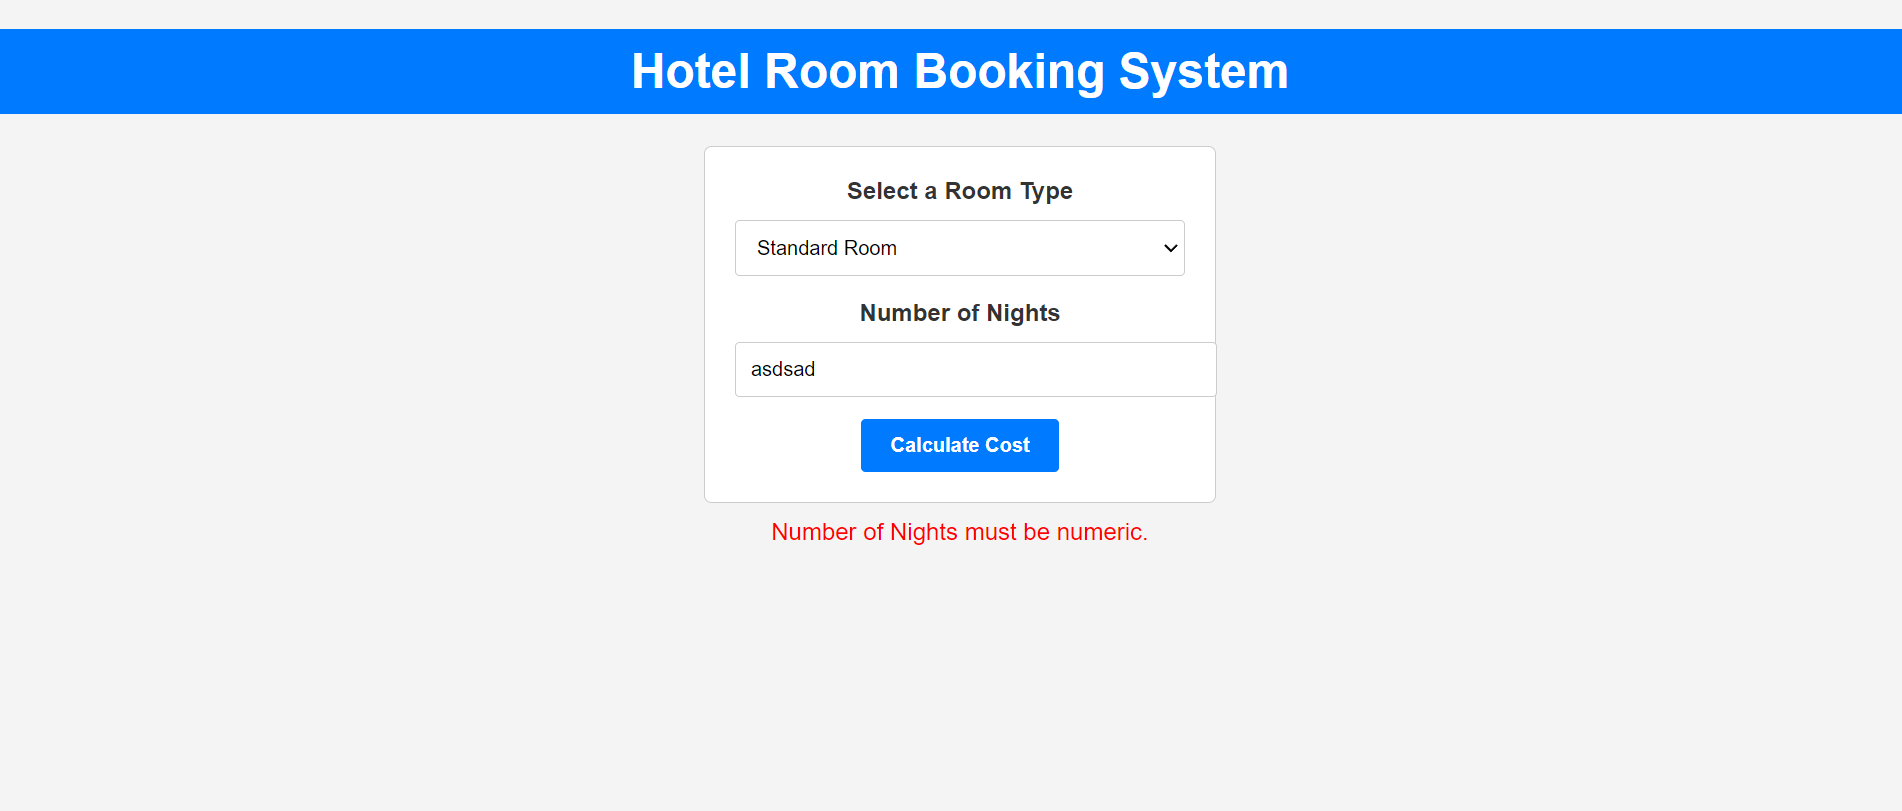 Hotel Room Booking System
Select a Room Type
Standard Room
Number of Nights
asdsad
Calculate Cost
Number of Nights must be numeric.